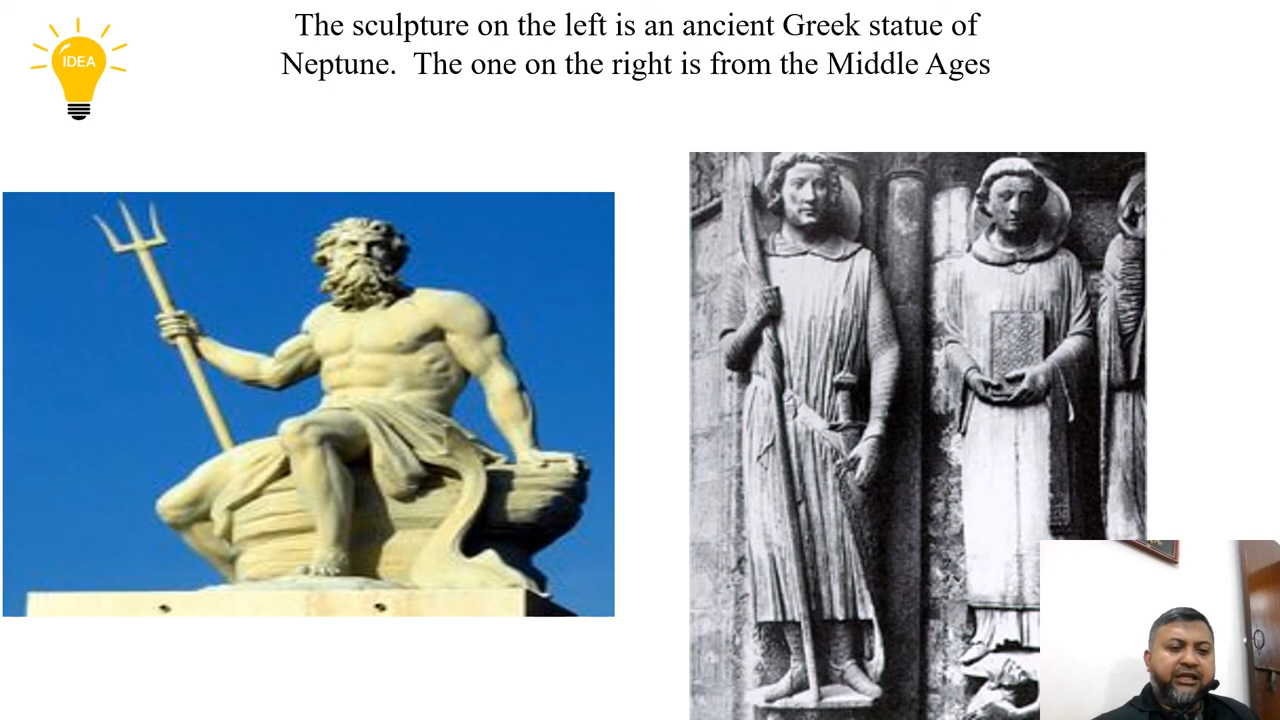 IDEA
The sculpture on the left is an ancient Greek statue of
Neptune.  The one on the right is from the Middle Ages